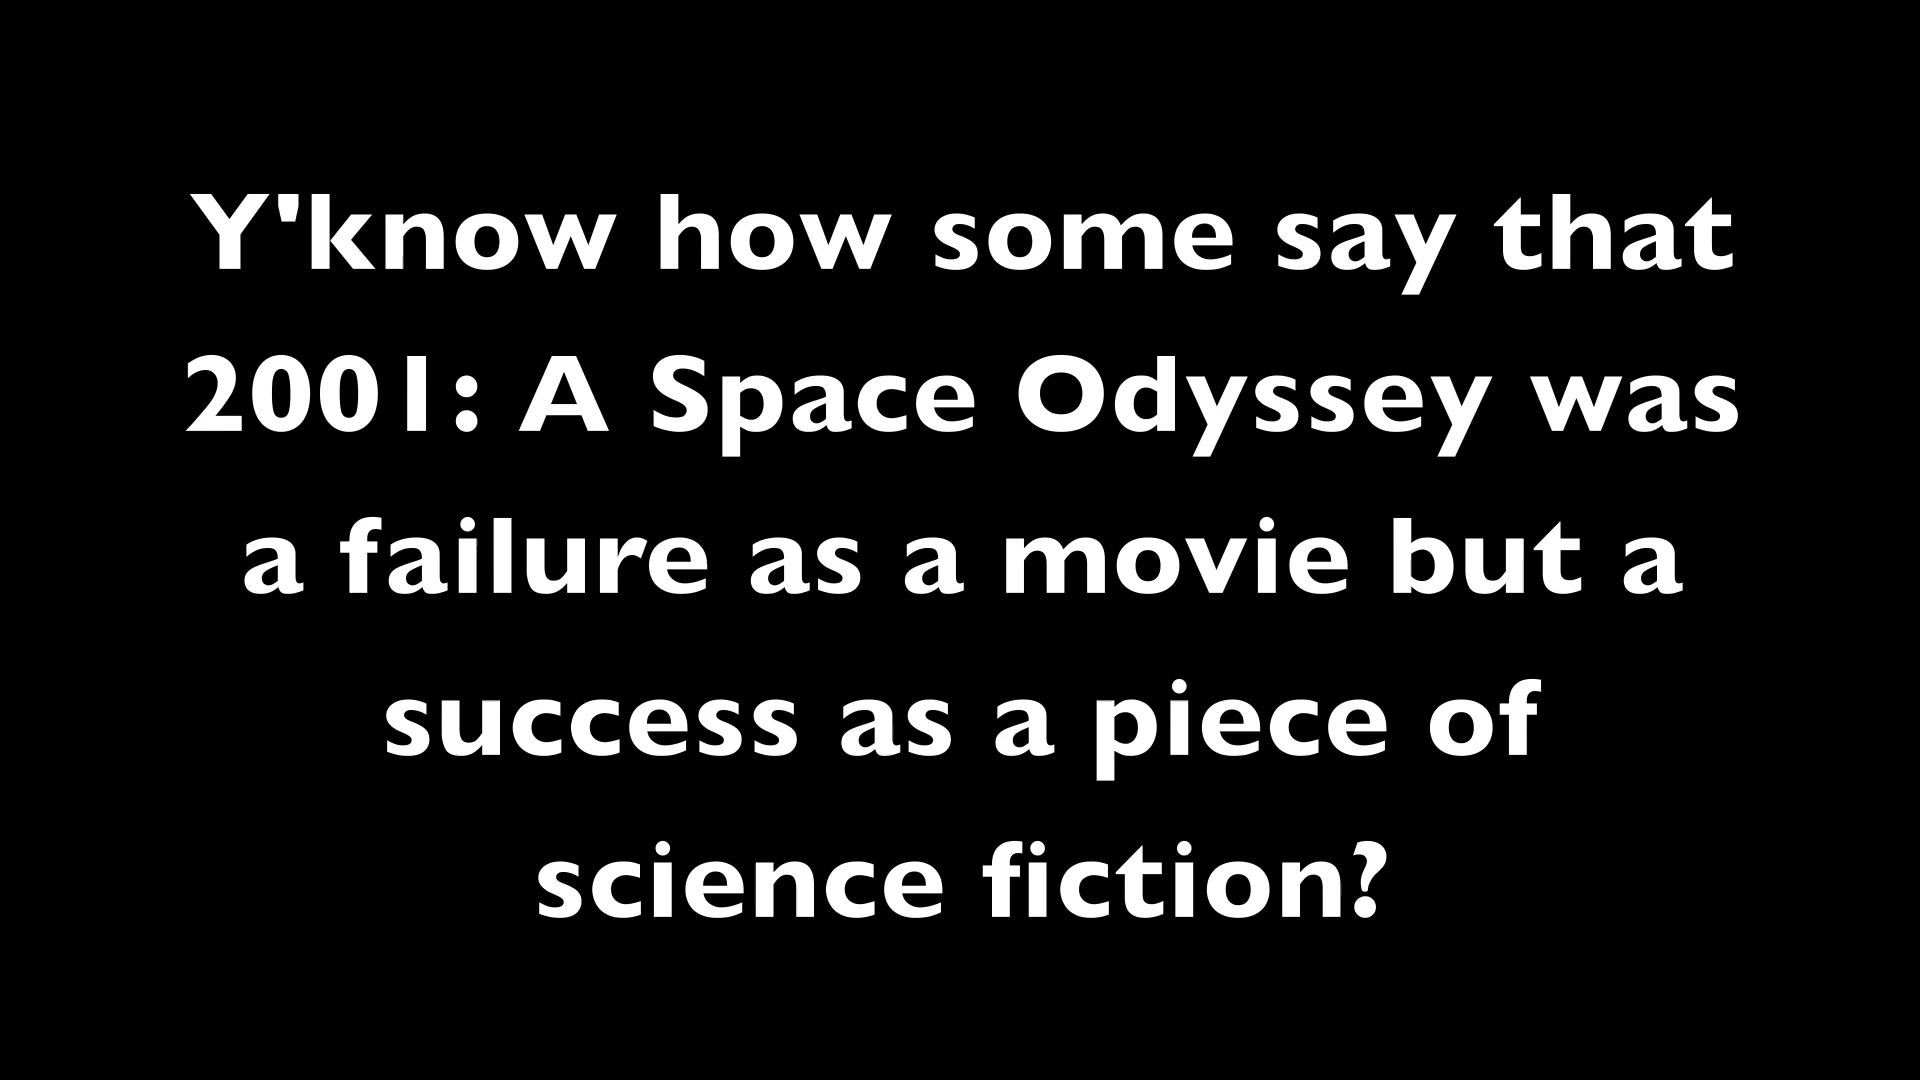 Y'know how some say that
2001: A Space Odyssey was
a failure as a movie but a
success as a piece of
science fiction?